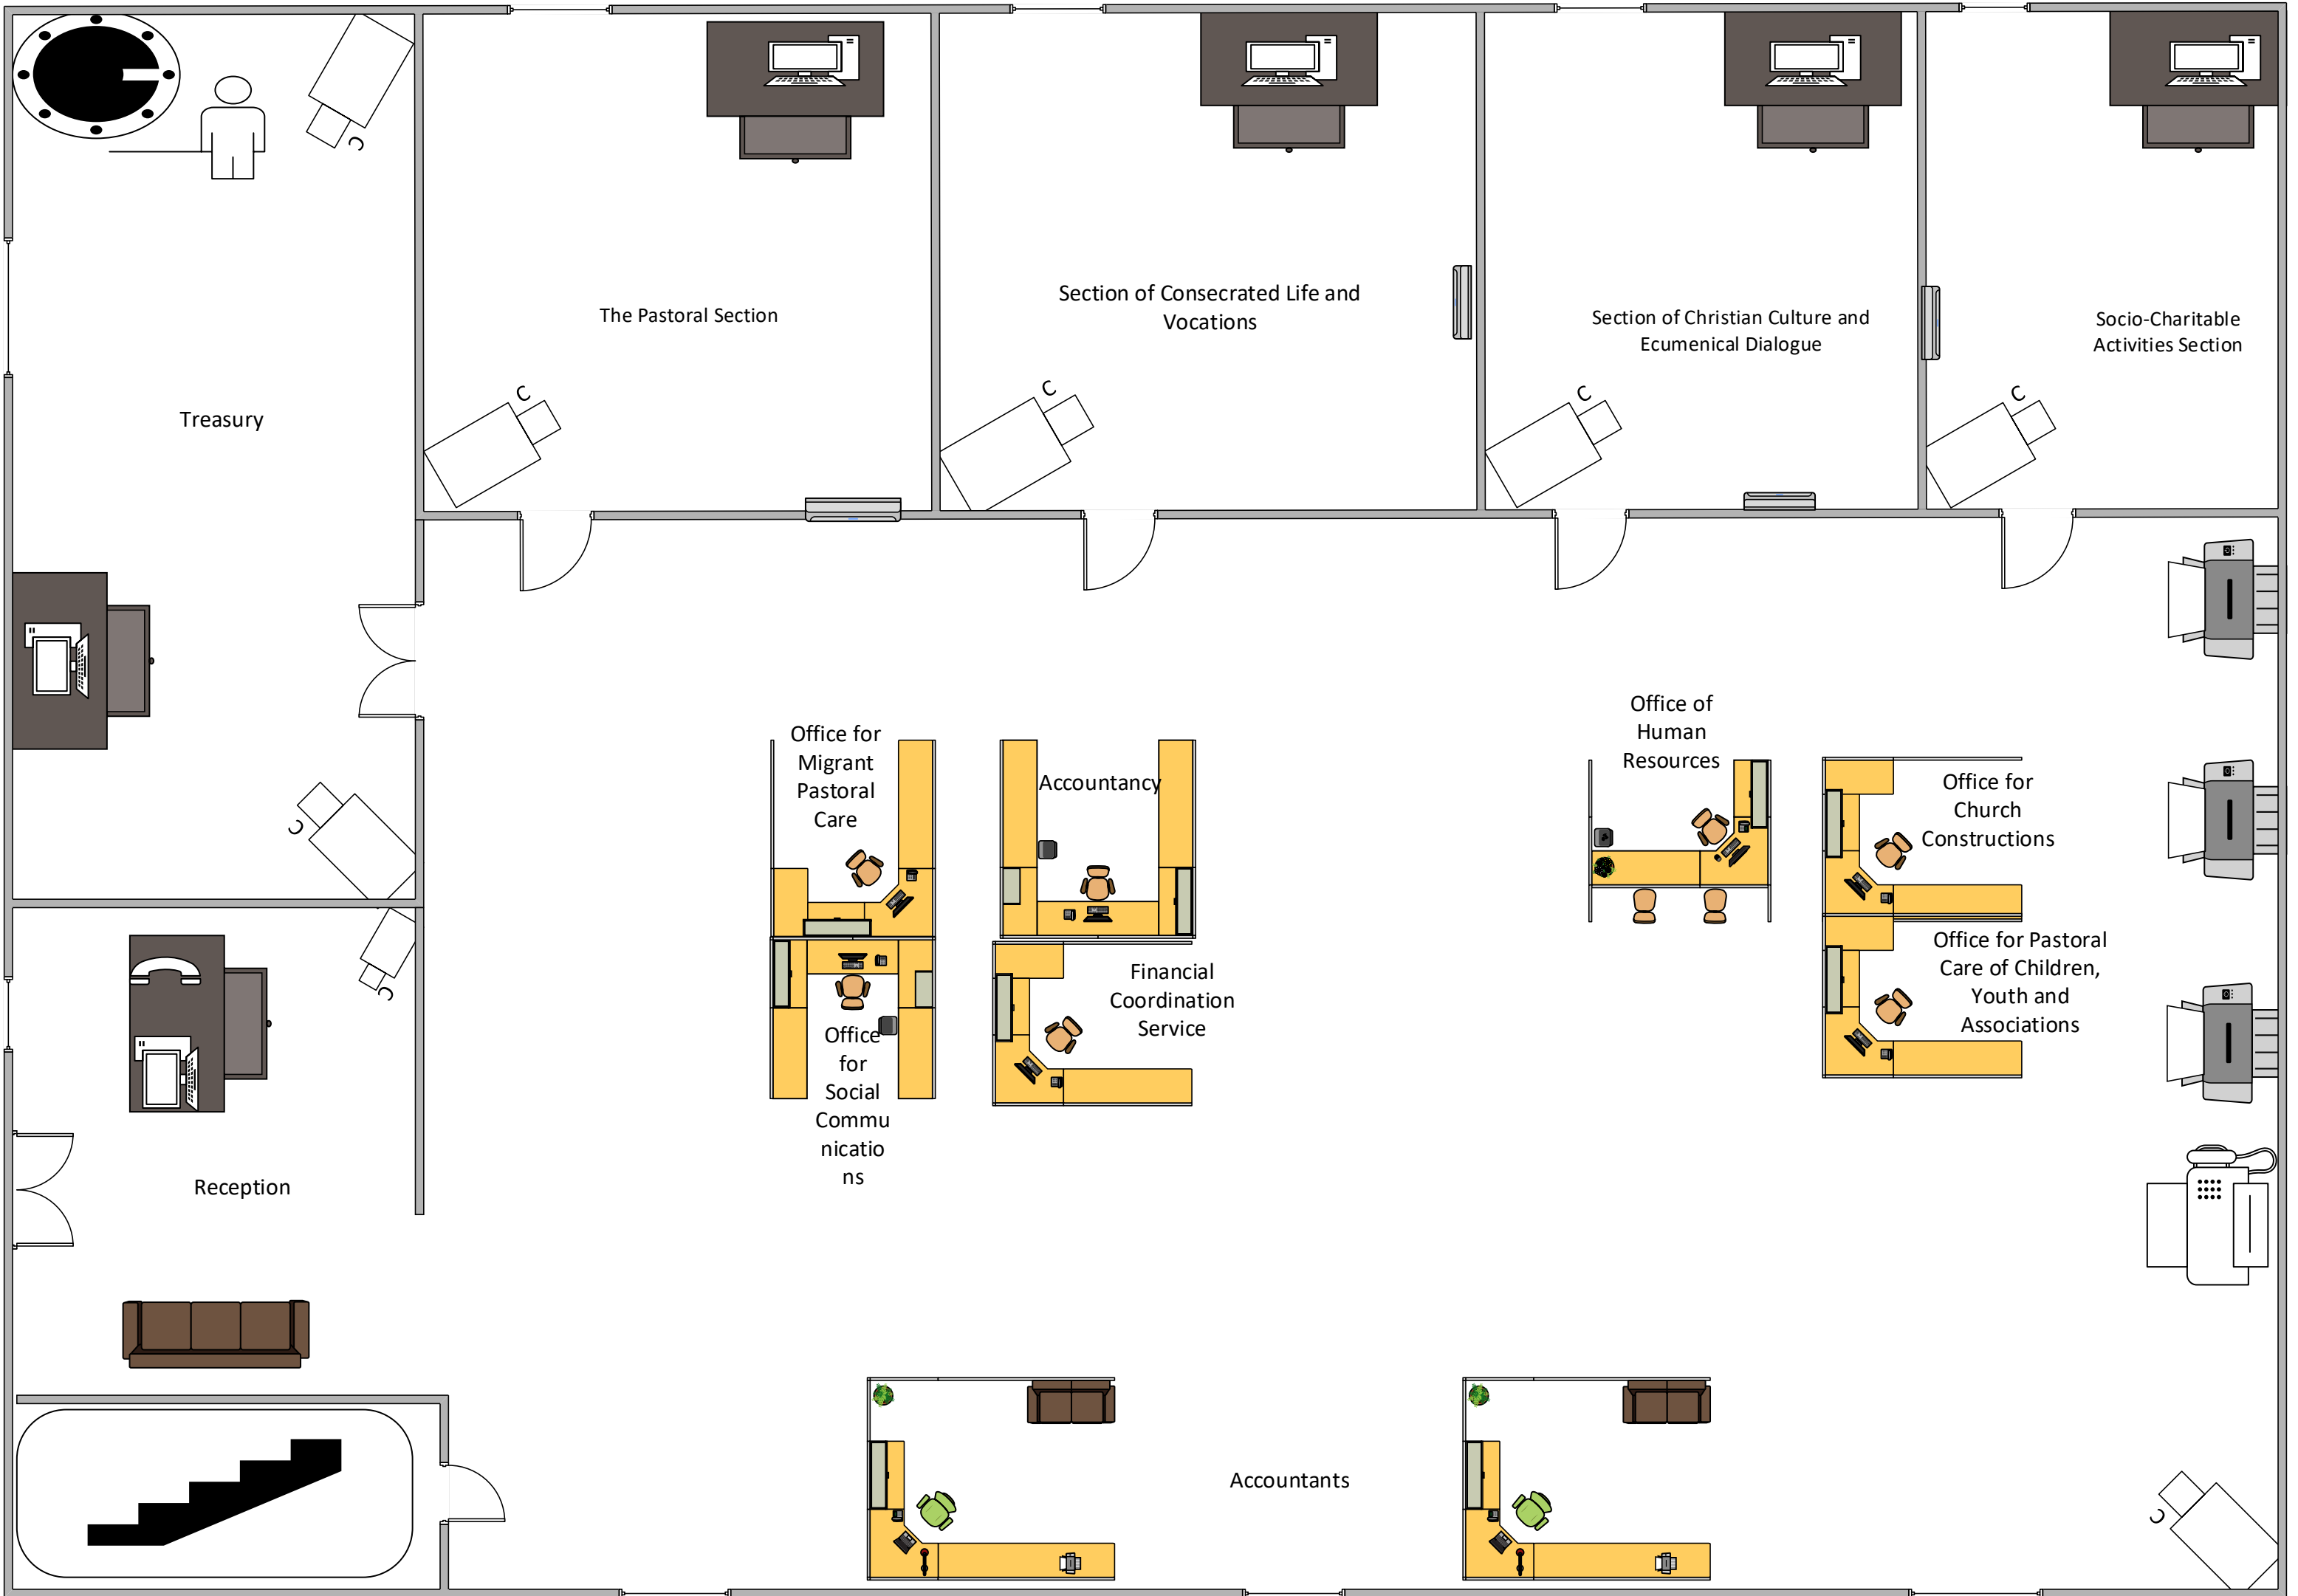 The Pastoral Section
Section of Consecrated Life and
Vocations
Section of Christian Culture and
Ecumenical Dialogue
Socio-Charitable
Activities Section
Treasury
C
C
C
C
C
C
C
C
Office for
Migrant
Pastoral
Care
Accountancy
Office of
Human
Resources
Office for
Church
Constructions
Office for
Social
Commu
nicatio
ns
Financial
Coordination
Service
Office for Pastoral
Care of Children,
Youth and
Associations
Reception
Accountants